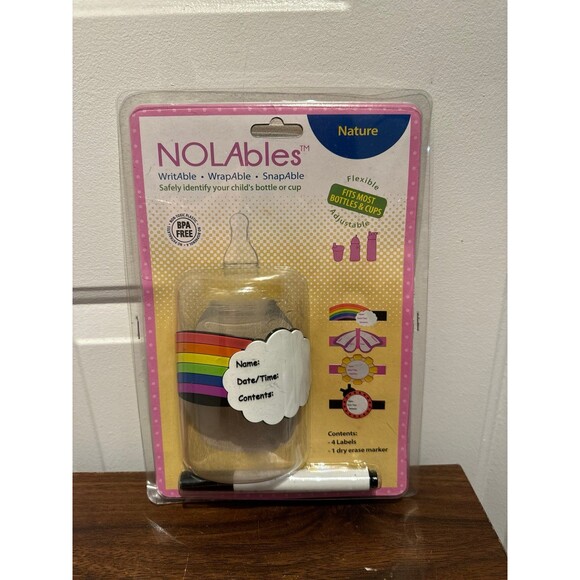 Nature
NOLAbles™
WritAble • WrapAble • SnapAble
Safely identify your child's bottle or cup
Flexible
FITS MOST
BOTTLES & CUPS
Adjustable
BPA
FREE
Name:
Date/Time:
Contents:
Contents:
- 4 Labels
- 1 dry erase marker